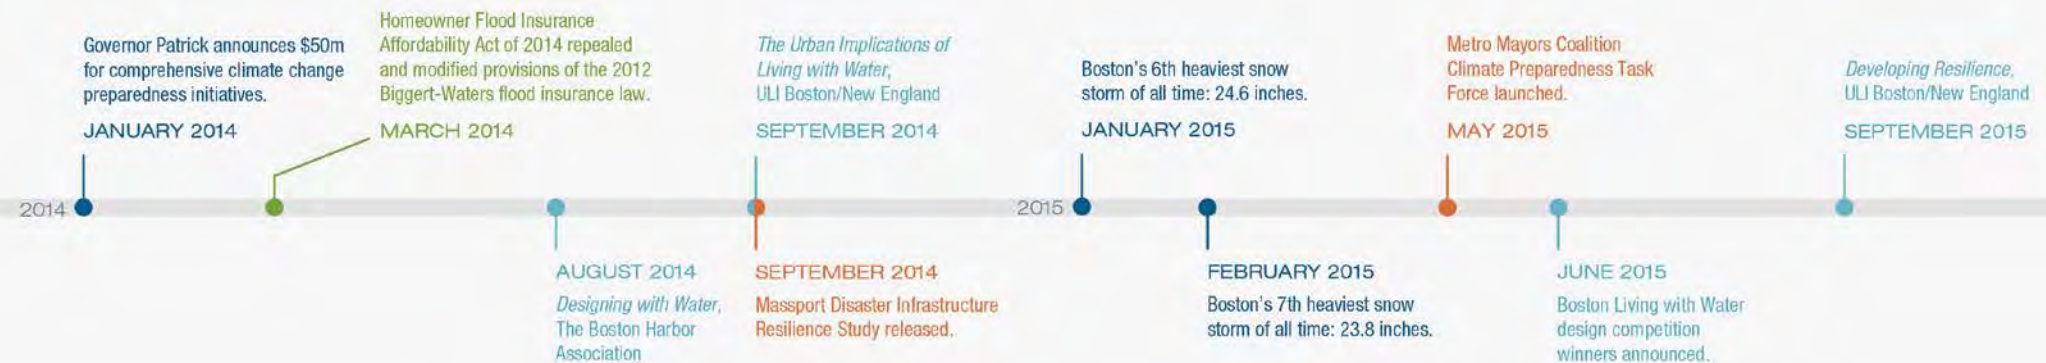 2014
Governor Patrick announces $50m
for comprehensive climate change
preparedness initiatives.
JANUARY 2014
Homeowner Flood Insurance
Affordability Act of 2014 repealed
and modified provisions of the 2012
Biggert-Waters flood insurance law.
MARCH 2014
AUGUST 2014
Designing with Water,
The Boston Harbor
Association
The Urban Implications of
Living with Water,
ULI Boston/New England
SEPTEMBER 2014
SEPTEMBER 2014
Massport Disaster Infrastructure
Resilience Study released.
2015
Boston's 6th heaviest snow
storm of all time: 24.6 inches.
JANUARY 2015
FEBRUARY 2015
Boston's 7th heaviest snow
storm of all time: 23.8 inches.
Metro Mayors Coalition
Climate Preparedness Task
Force launched.
MAY 2015
JUNE 2015
Boston Living with Water
design competition
winners announced.
Developing Resilience,
ULI Boston/New England
SEPTEMBER 2015